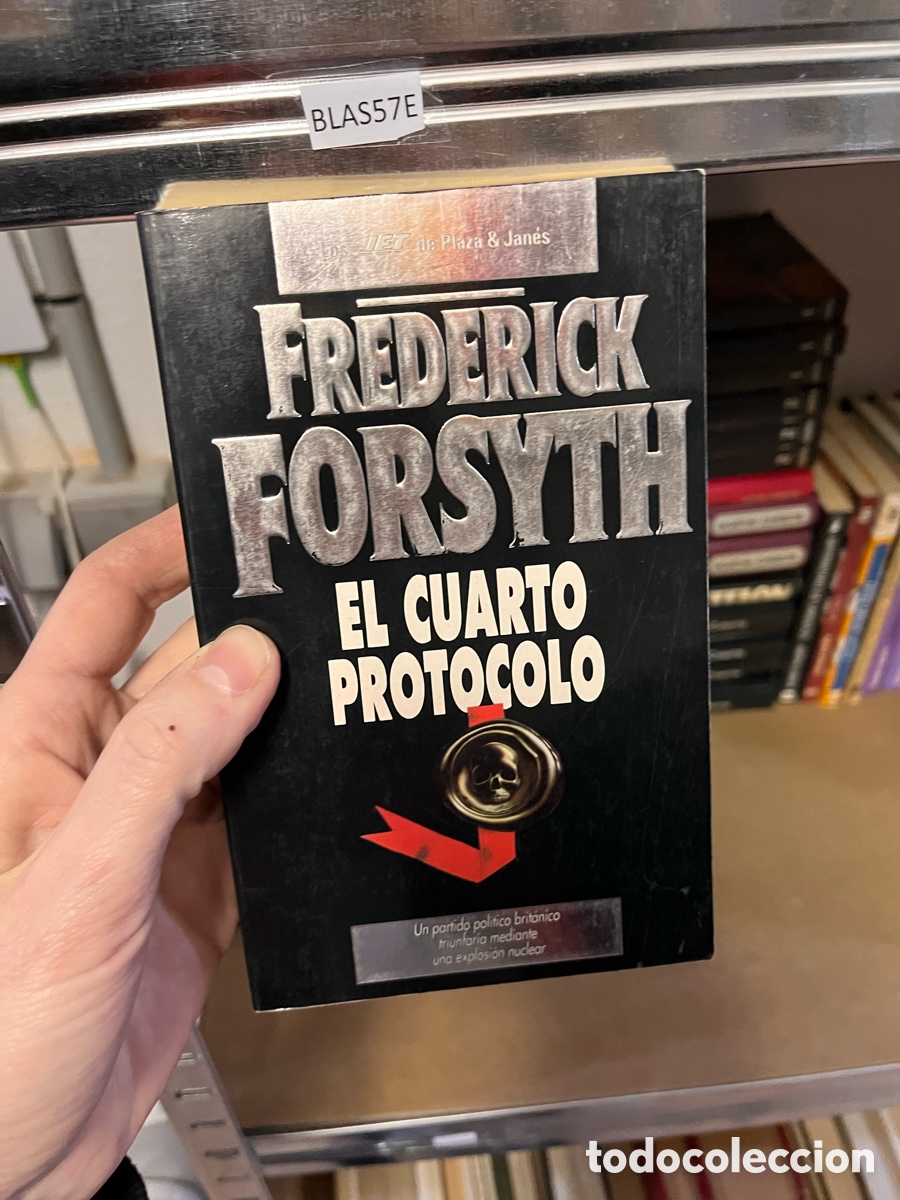 BLAS57E
Los JET de Plaza & Janés
FREDERICK
FORSYTH
EL CUARTO
PROTOCOLO
Un partido político británico
triunfaría mediante
una explosión nuclear
todocoleccion